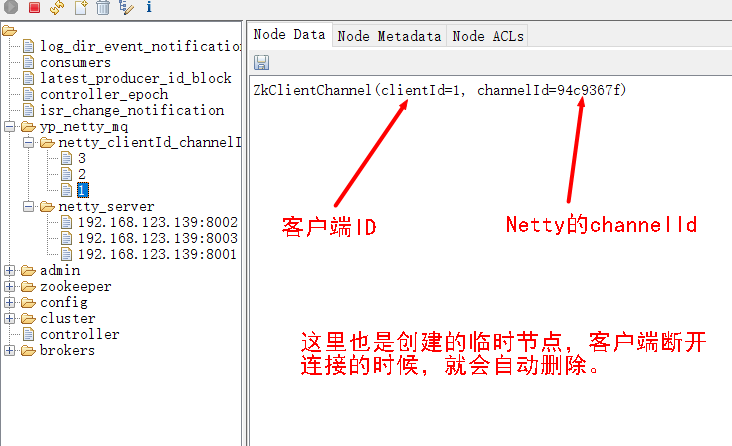 log_dir_event_notification
consumers
latest_producer_id_block
controller_epoch
isr_change_notification
yp_netty_mq
netty_clientId_channelI
3
2
1
netty_server
192.168.123.139:8002
192.168.123.139:8003
192.168.123.139:8001
admin
zookeeper
config
cluster
controller
brokers
Node Data
Node Metadata
Node ACLs
ZkClientChannel(clientId=1, channelId=94c9367f)
客户端ID
Netty的channelId
这里也是创建的临时节点，客户端断开
连接的时候，就会自动删除。